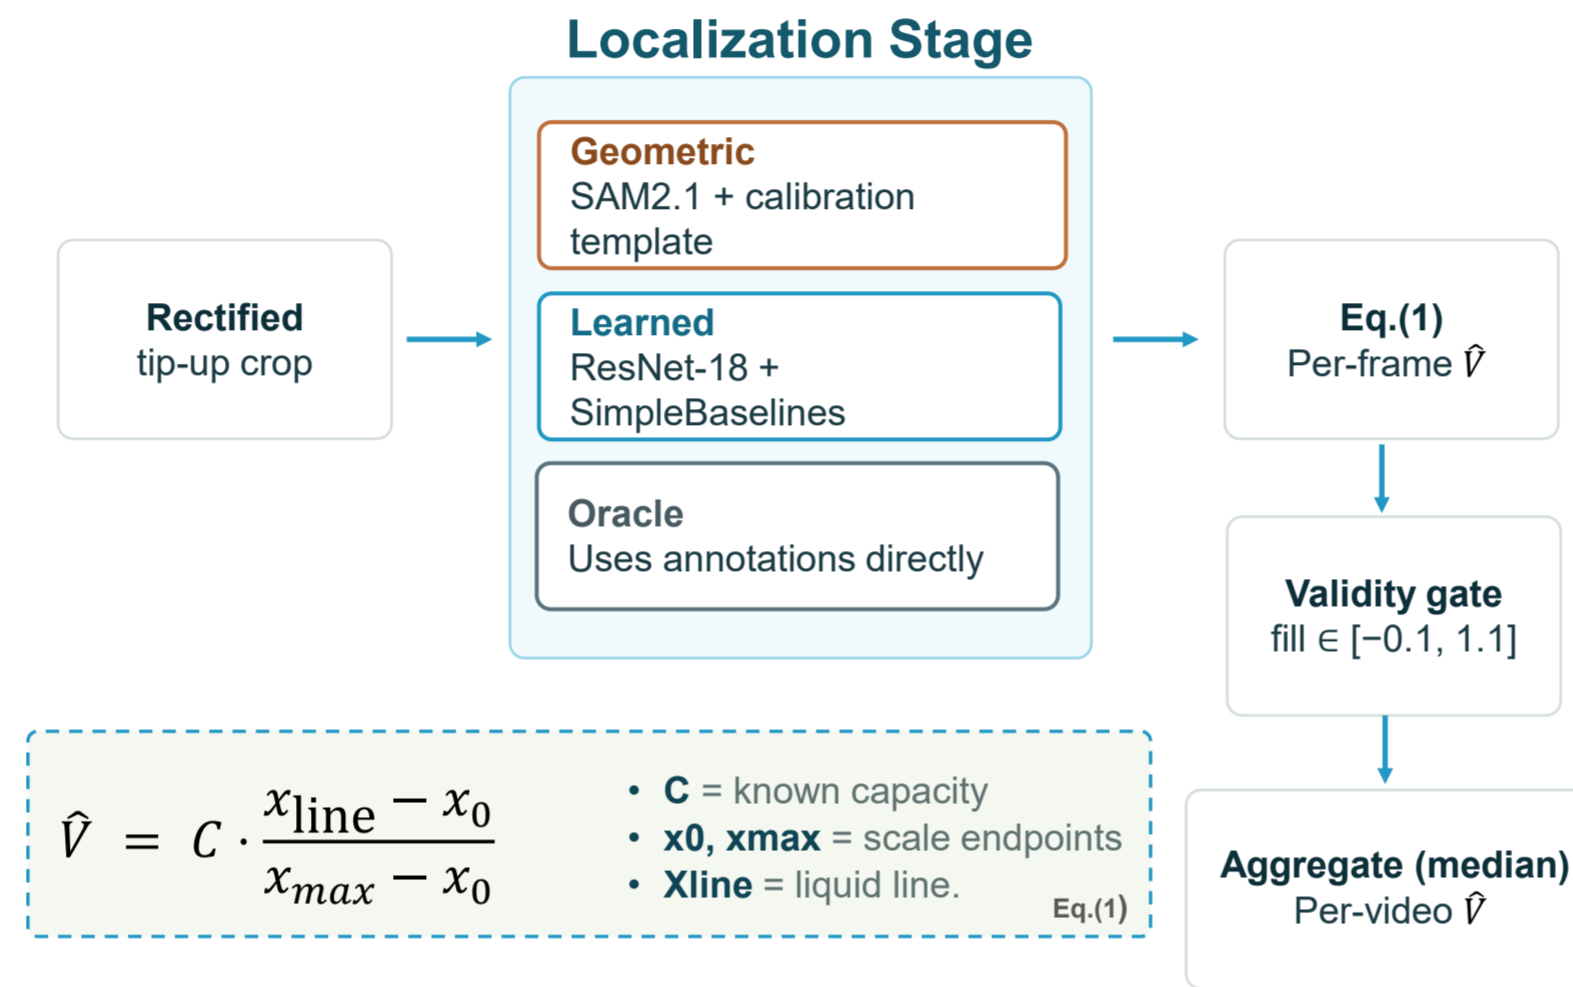 Localization Stage
Geometric
SAM2.1 + calibration
template
Rectified
tip-up crop
Learned
ResNet-18 +
SimpleBaselines
Oracle
Uses annotations directly
Eq.(1)
Per-frame V̂
Validity gate
fill ∈ [−0.1, 1.1]
Aggregate (median)
Per-video V̂
V̂ = C · (x_line − x_0) / (x_max − x_0)
• C = known capacity
• x0, xmax = scale endpoints
• Xline = liquid line.
Eq.(1)